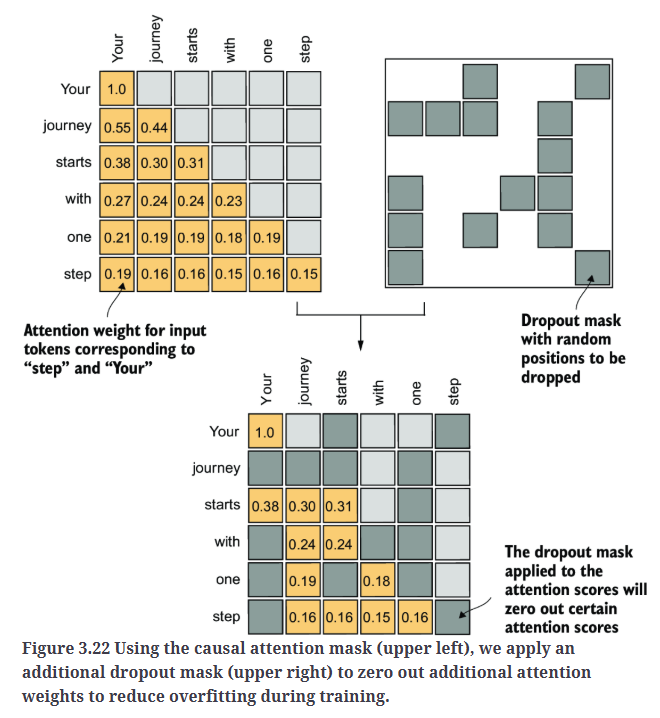 Your journey starts with one step
Your 1.0
journey 0.55 0.44
starts 0.38 0.30 0.31
with 0.27 0.24 0.24 0.23
one 0.21 0.19 0.19 0.18 0.19
step 0.19 0.16 0.16 0.15 0.16 0.15
Attention weight for input
tokens corresponding to
“step” and “Your”
Dropout mask
with random
positions to be
dropped
Your journey starts with one step
Your 1.0
journey
starts 0.38 0.30 0.31
with 0.24 0.24
one 0.19 0.18
step 0.16 0.16 0.15 0.16
The dropout mask
applied to the
attention scores will
zero out certain
attention scores
Figure 3.22 Using the causal attention mask (upper left), we apply an
additional dropout mask (upper right) to zero out additional attention
weights to reduce overfitting during training.